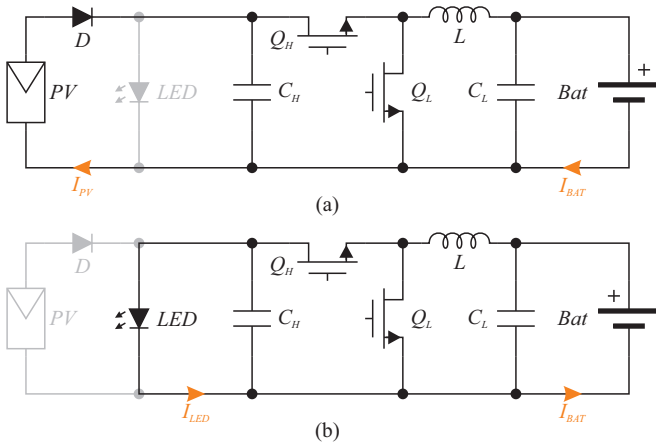 D
Q_H
L
PV
LED
C_H
Q_L
C_L
Bat
+
I_PV
I_BAT
(a)
D
Q_H
L
PV
LED
C_H
Q_L
C_L
Bat
+
I_LED
I_BAT
(b)